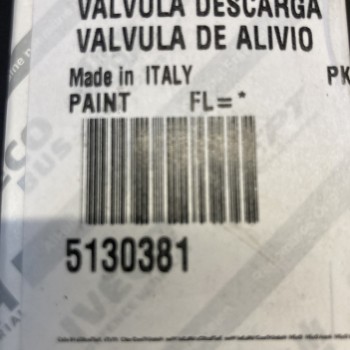 VALVULA DESCARGA
VALVULA DE ALIVIO
Made in ITALY PK
PAINT FL=*
5130381